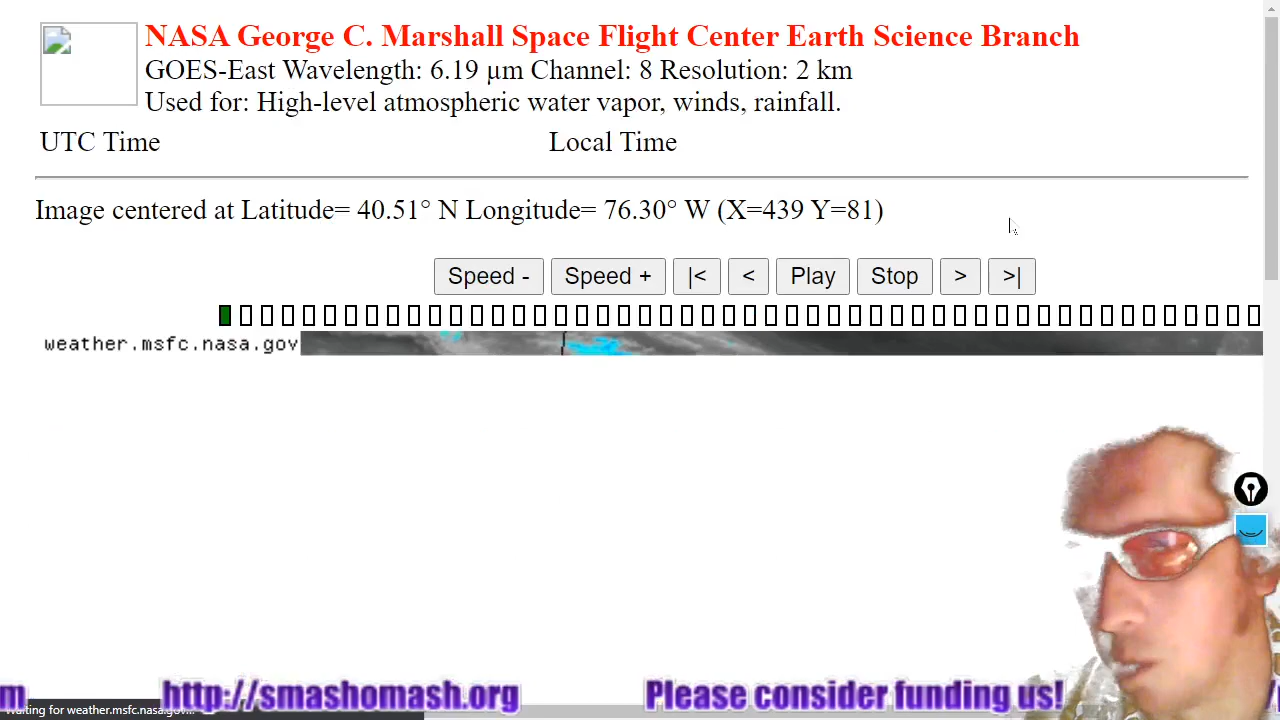 NASA George C. Marshall Space Flight Center Earth Science Branch
GOES-East Wavelength: 6.19 µm Channel: 8 Resolution: 2 km
Used for: High-level atmospheric water vapor, winds, rainfall.
UTC Time Local Time
Image centered at Latitude= 40.51° N Longitude= 76.30° W (X=439 Y=81)
Speed - Speed + |< < Play Stop > >|
weather.msfc.nasa.gov
m http://smashomash.org Please consider funding us!
Waiting for weather.msfc.nasa.gov...